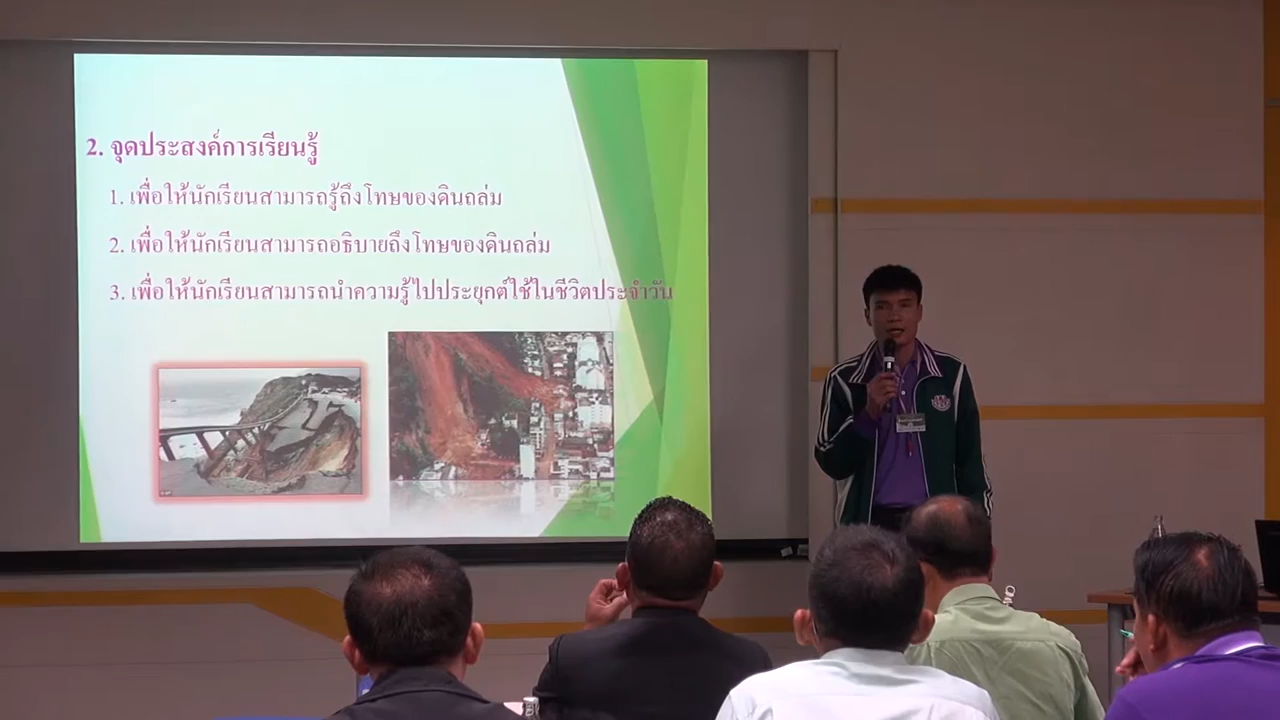 2. จุดประสงค์การเรียนรู้
1. เพื่อให้นักเรียนสามารถรู้ถึงโทษของดินถล่ม
2. เพื่อให้นักเรียนสามารถอธิบายถึงโทษของดินถล่ม
3. เพื่อให้นักเรียนสามารถนำความรู้ไปประยุกต์ใช้ในชีวิตประจำวัน